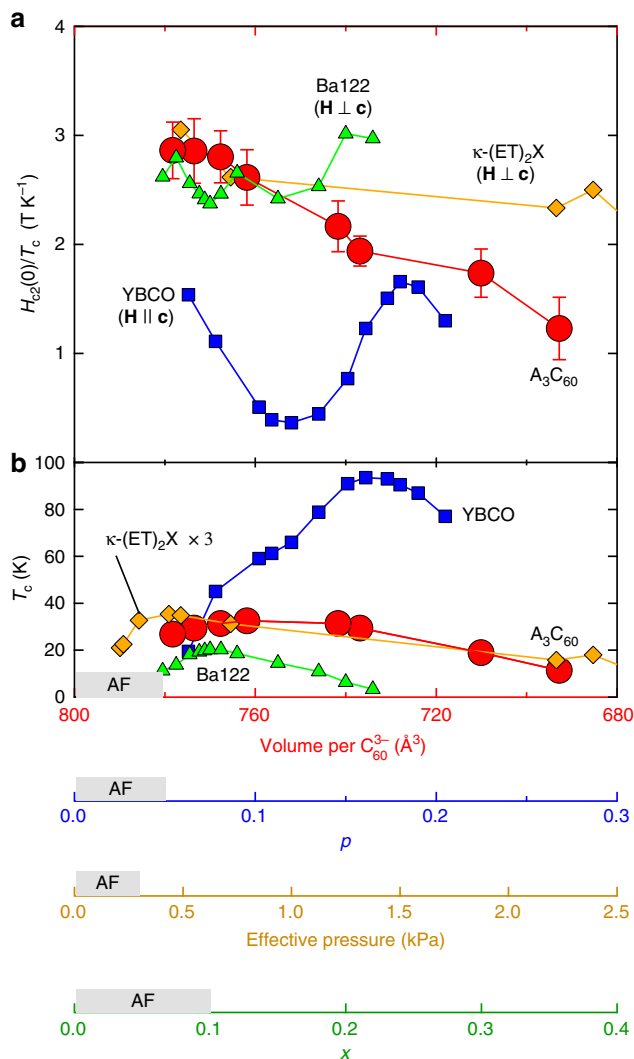 a
4
3
2
1
H_c2(0)/T_c (T K⁻¹)
Ba122
(H ⊥ c)
κ-(ET)₂X
(H ⊥ c)
YBCO
(H || c)
A₃C₆₀
b
100
80
60
40
20
0
T_c (K)
κ-(ET)₂X × 3
YBCO
A₃C₆₀
Ba122
AF
800 760 720 680
Volume per C₆₀³⁻ (Å³)
AF
0.0 0.1 0.2 0.3
p
AF
0.0 0.5 1.0 1.5 2.0 2.5
Effective pressure (kPa)
AF
0.0 0.1 0.2 0.3 0.4
x